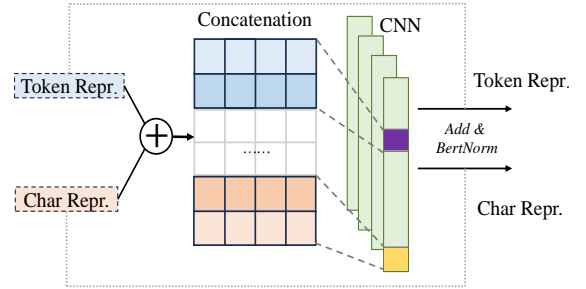 Concatenation
CNN
Token Repr.
Char Repr.
......
Token Repr.
Add &
BertNorm
Char Repr.